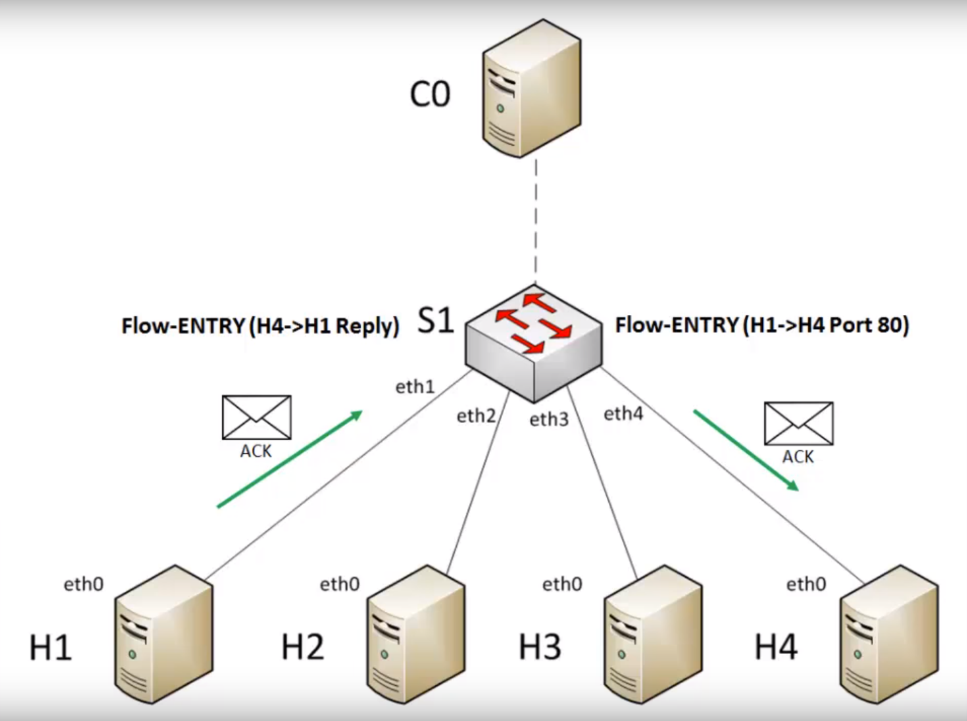 C0
Flow-ENTRY (H4->H1 Reply)
S1
Flow-ENTRY (H1->H4 Port 80)
eth1
eth2
eth3
eth4
ACK
ACK
eth0
eth0
eth0
eth0
H1
H2
H3
H4